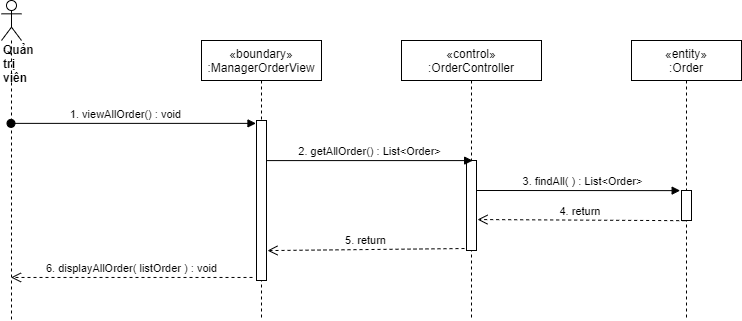 Quản
trị
viên
«boundary»
:ManagerOrderView
«control»
:OrderController
«entity»
:Order
1. viewAllOrder() : void
2. getAllOrder() : List<Order>
3. findAll( ) : List<Order>
4. return
5. return
6. displayAllOrder( listOrder ) : void